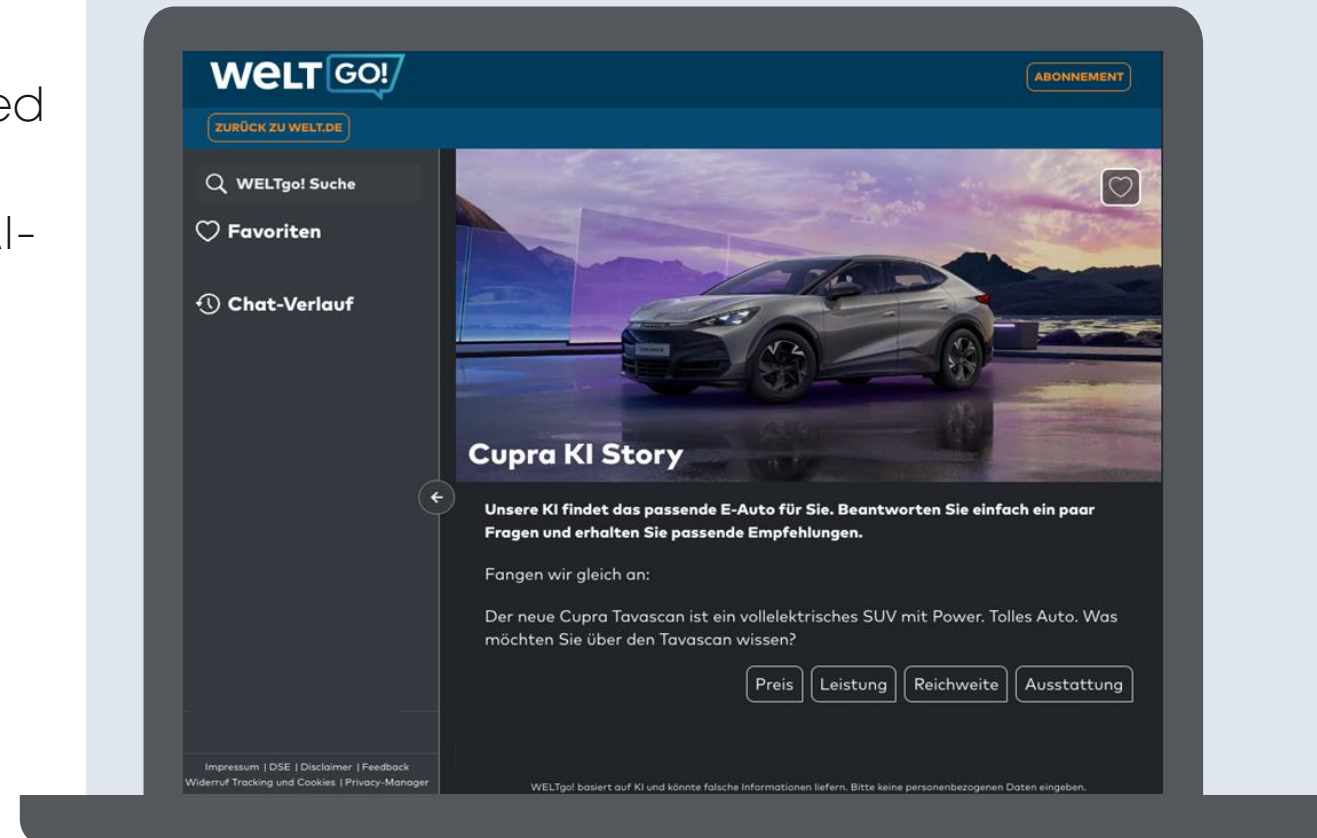 ed
AI-
WELT GO!
ABONNEMENT
ZURÜCK ZU WELT.DE
WELTgo! Suche
Favoriten
Chat-Verlauf
Cupra KI Story
Unsere KI findet das passende E-Auto für Sie. Beantworten Sie einfach ein paar
Fragen und erhalten Sie passende Empfehlungen.
Fangen wir gleich an:
Der neue Cupra Tavascan ist ein vollelektrisches SUV mit Power. Tolles Auto. Was
möchten Sie über den Tavascan wissen?
Preis
Leistung
Reichweite
Ausstattung
Impressum | DSE | Disclaimer | Feedback
Widerruf Tracking und Cookies | Privacy-Manager
WELTgo! basiert auf KI und könnte falsche Informationen liefern. Bitte keine personenbezogenen Daten eingeben.